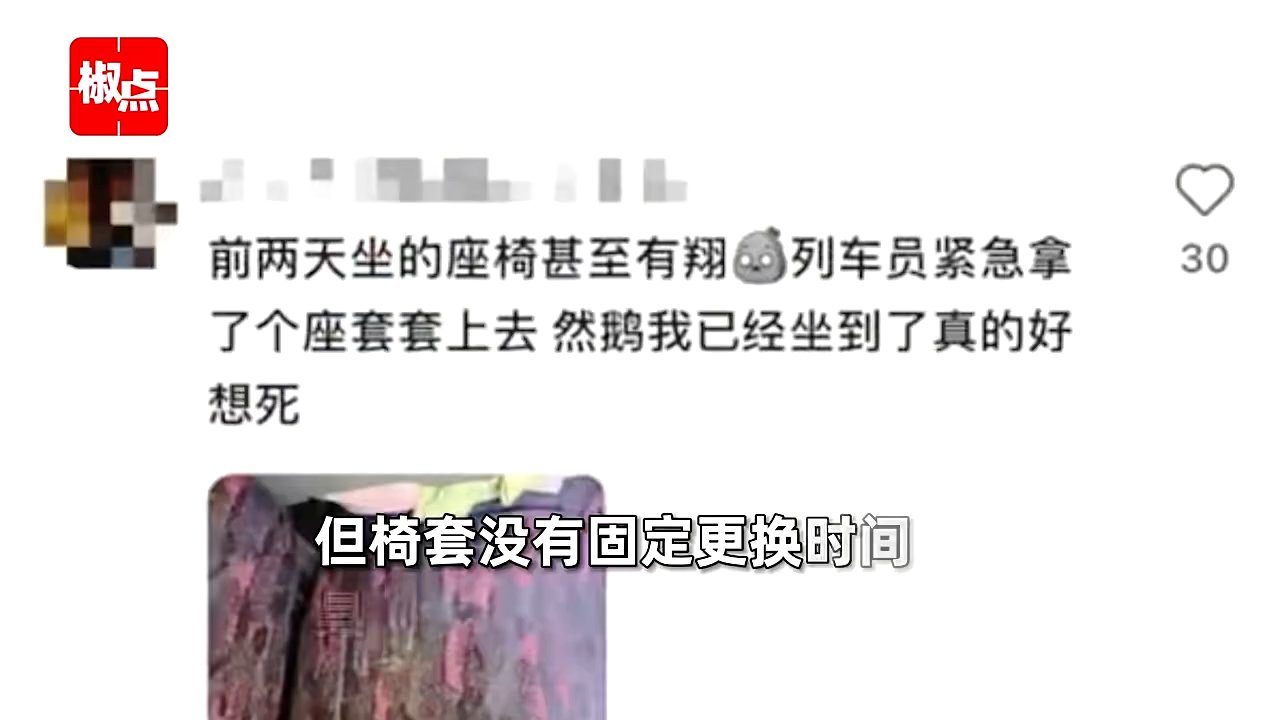 椒点
前两天坐的座椅甚至有翔列车员紧急拿
了个座套套上去 然鹅我已经坐到了真的好
想死
30
但椅套没有固定更换时间